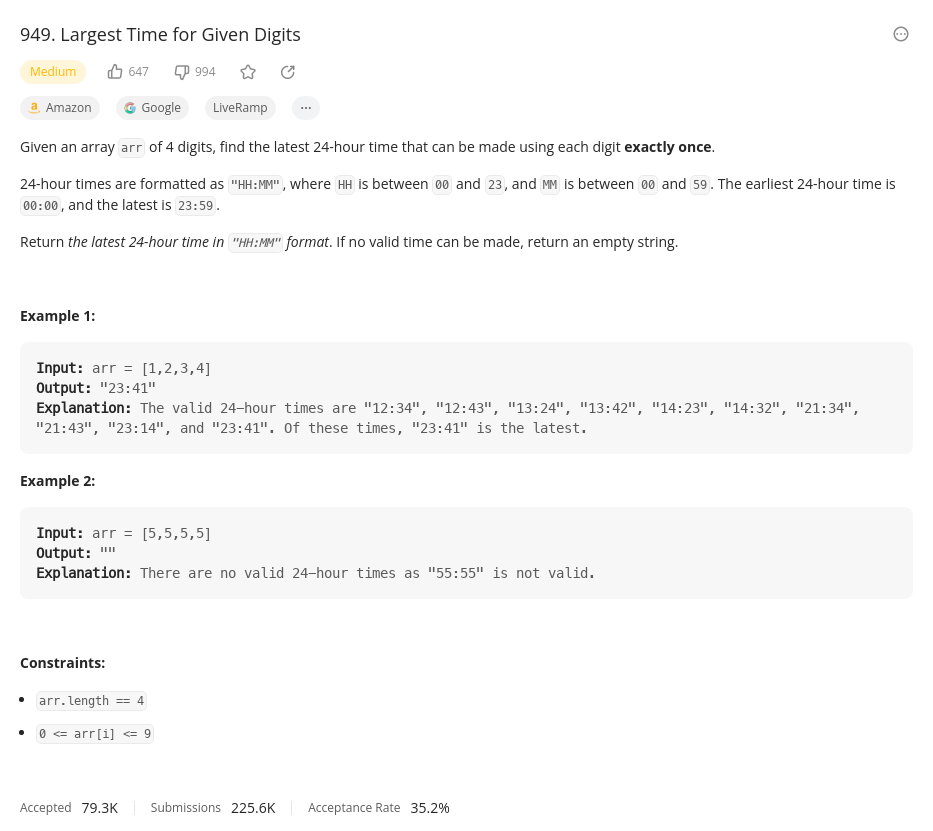 949. Largest Time for Given Digits
Medium 647 994
Amazon Google LiveRamp ...
Given an array arr of 4 digits, find the latest 24-hour time that can be made using each digit exactly once.
24-hour times are formatted as "HH:MM", where HH is between 00 and 23, and MM is between 00 and 59. The earliest 24-hour time is
00:00, and the latest is 23:59.
Return the latest 24-hour time in "HH:MM" format. If no valid time can be made, return an empty string.
Example 1:
Input: arr = [1,2,3,4]
Output: "23:41"
Explanation: The valid 24-hour times are "12:34", "12:43", "13:24", "13:42", "14:23", "14:32", "21:34",
"21:43", "23:14", and "23:41". Of these times, "23:41" is the latest.
Example 2:
Input: arr = [5,5,5,5]
Output: ""
Explanation: There are no valid 24-hour times as "55:55" is not valid.
Constraints:
• arr.length == 4
• 0 <= arr[i] <= 9
Accepted 79.3K Submissions 225.6K Acceptance Rate 35.2%